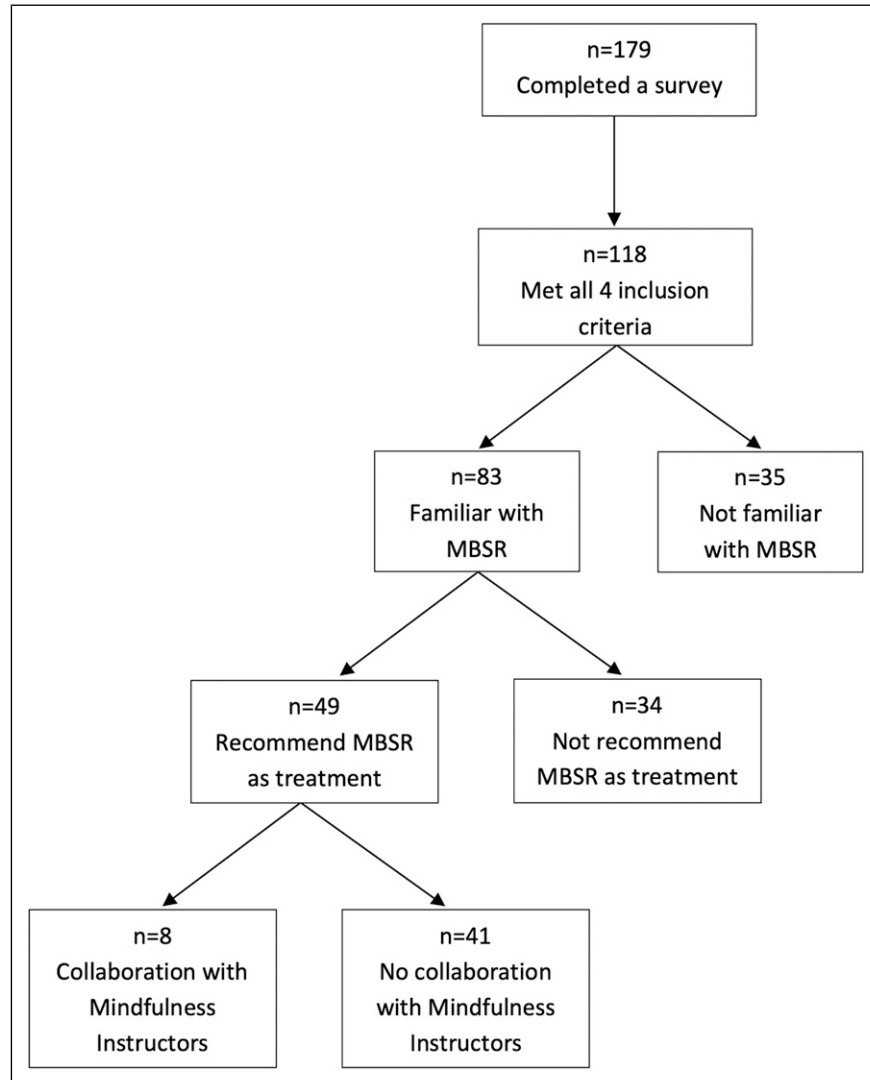 n=179
Completed a survey
n=118
Met all 4 inclusion
criteria
n=83
Familiar with
MBSR
n=35
Not familiar
with MBSR
n=49
Recommend MBSR
as treatment
n=34
Not recommend
MBSR as treatment
n=8
Collaboration with
Mindfulness
Instructors
n=41
No collaboration
with Mindfulness
Instructors